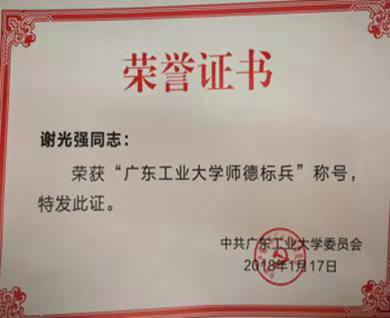 荣誉证书
谢光强同志：
荣获“广东工业大学师德标兵”称号，
特发此证。
中共广东工业大学委员会
2018年1月17日